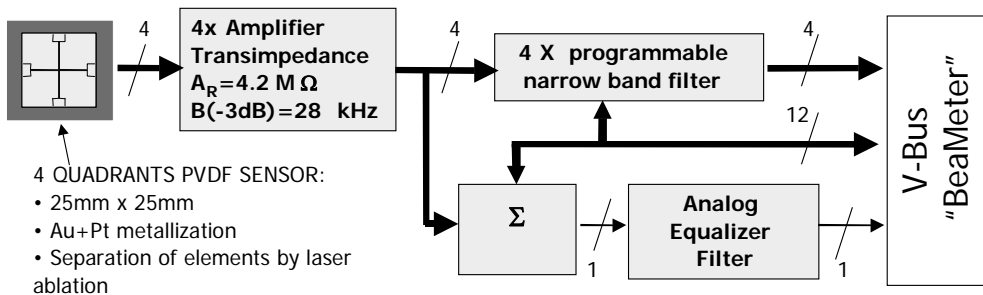 4
4x Amplifier
Transimpedance
A_R=4.2 M Ω
B(-3dB)=28 kHz
4
4 X programmable
narrow band filter
4
12
V-Bus
“BeaMeter”
4 QUADRANTS PVDF SENSOR:
• 25mm x 25mm
• Au+Pt metallization
• Separation of elements by laser
ablation
Σ
1
Analog
Equalizer
Filter
1